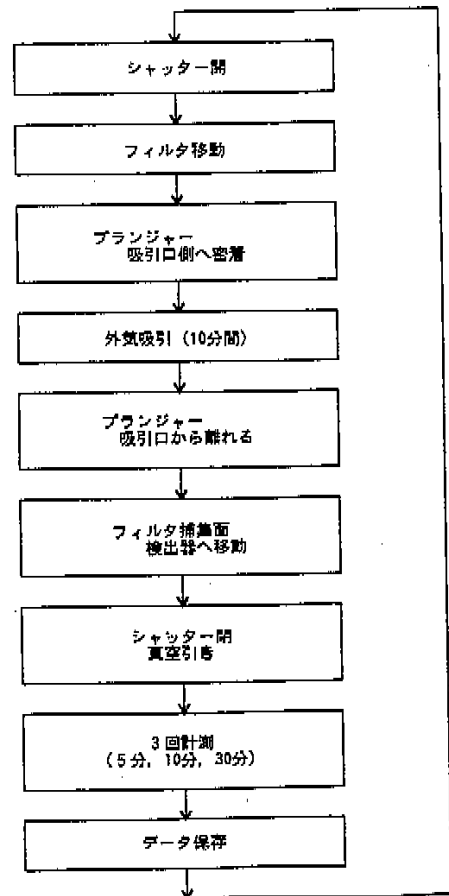 シャッター開
フィルタ移動
プランジャー
吸引口側へ密着
外気吸引（10分間）
プランジャー
吸引口から離れる
フィルタ捕集面
検出器へ移動
シャッター閉
真空引き
3回計測
（5分，10分，30分）
データ保存